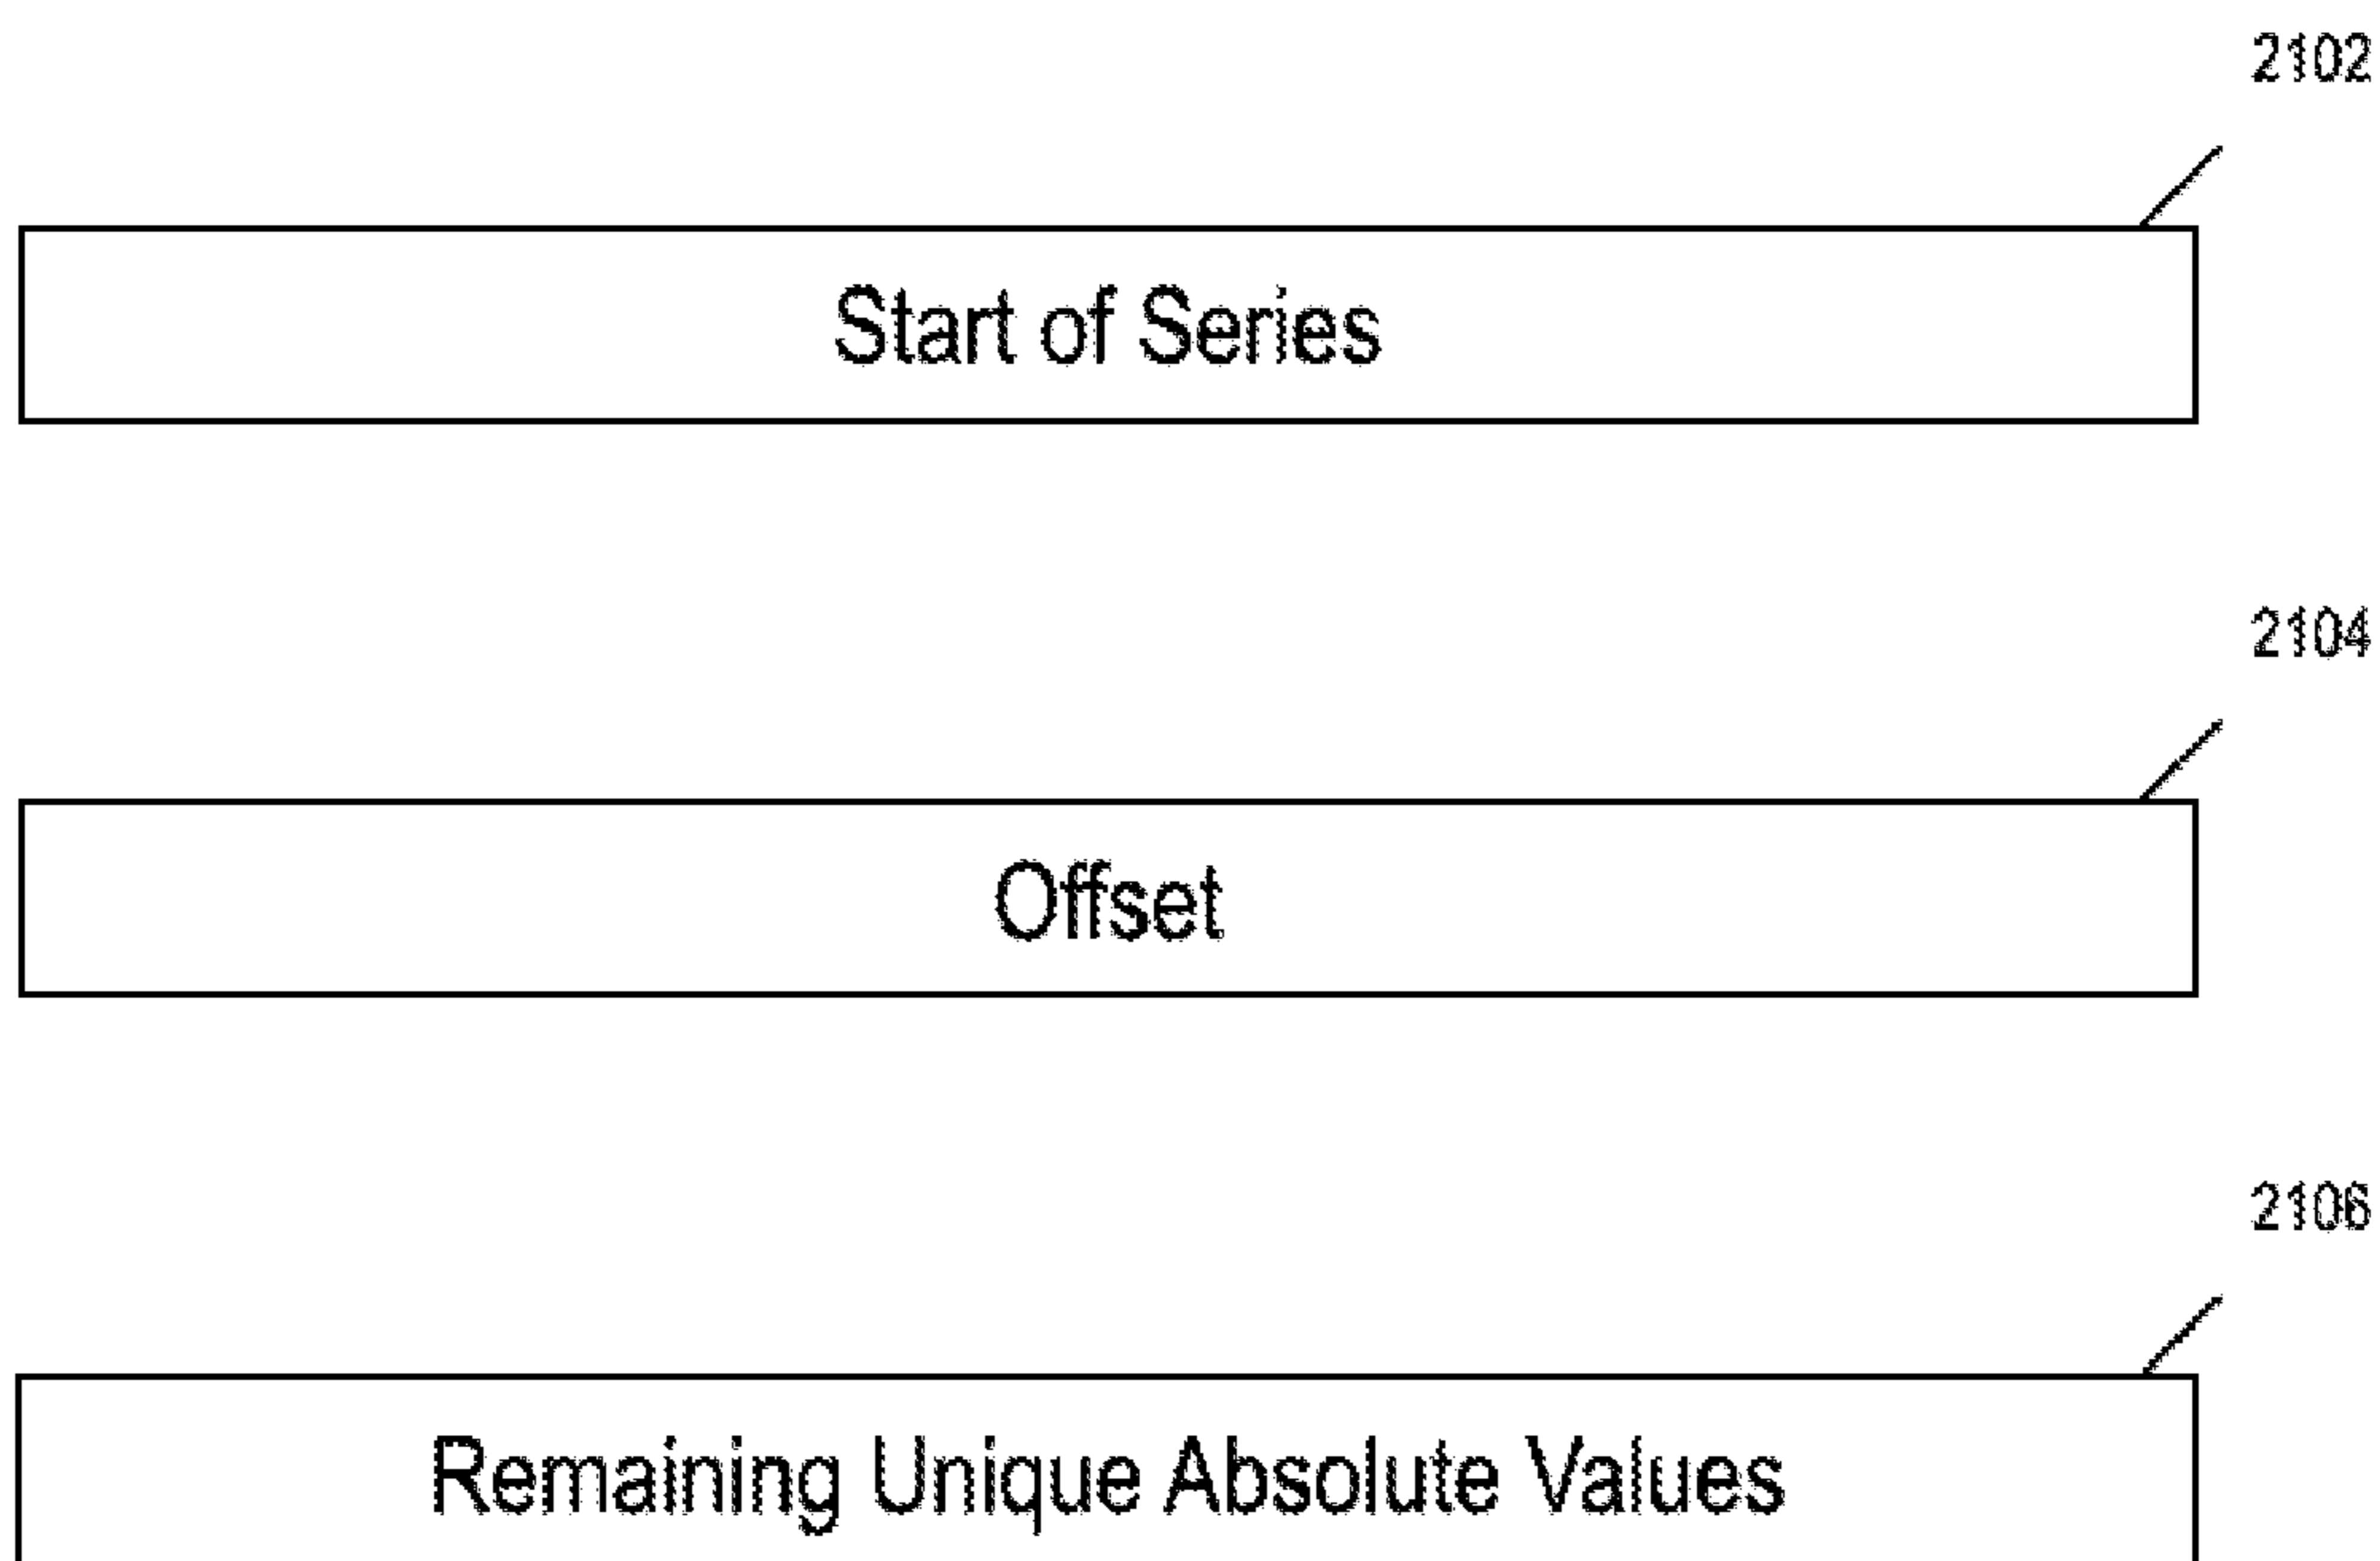 2102
Start of Series
2104
Offset
2106
Remaining Unique Absolute Values